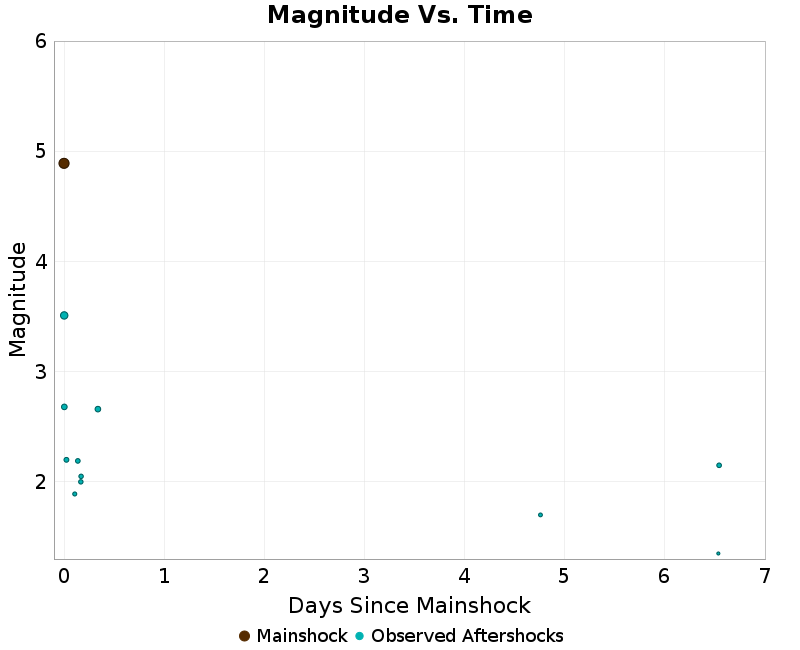 Magnitude Vs. Time
6
5
4
3
2
Magnitude
0 1 2 3 4 5 6 7
Days Since Mainshock
Mainshock Observed Aftershocks